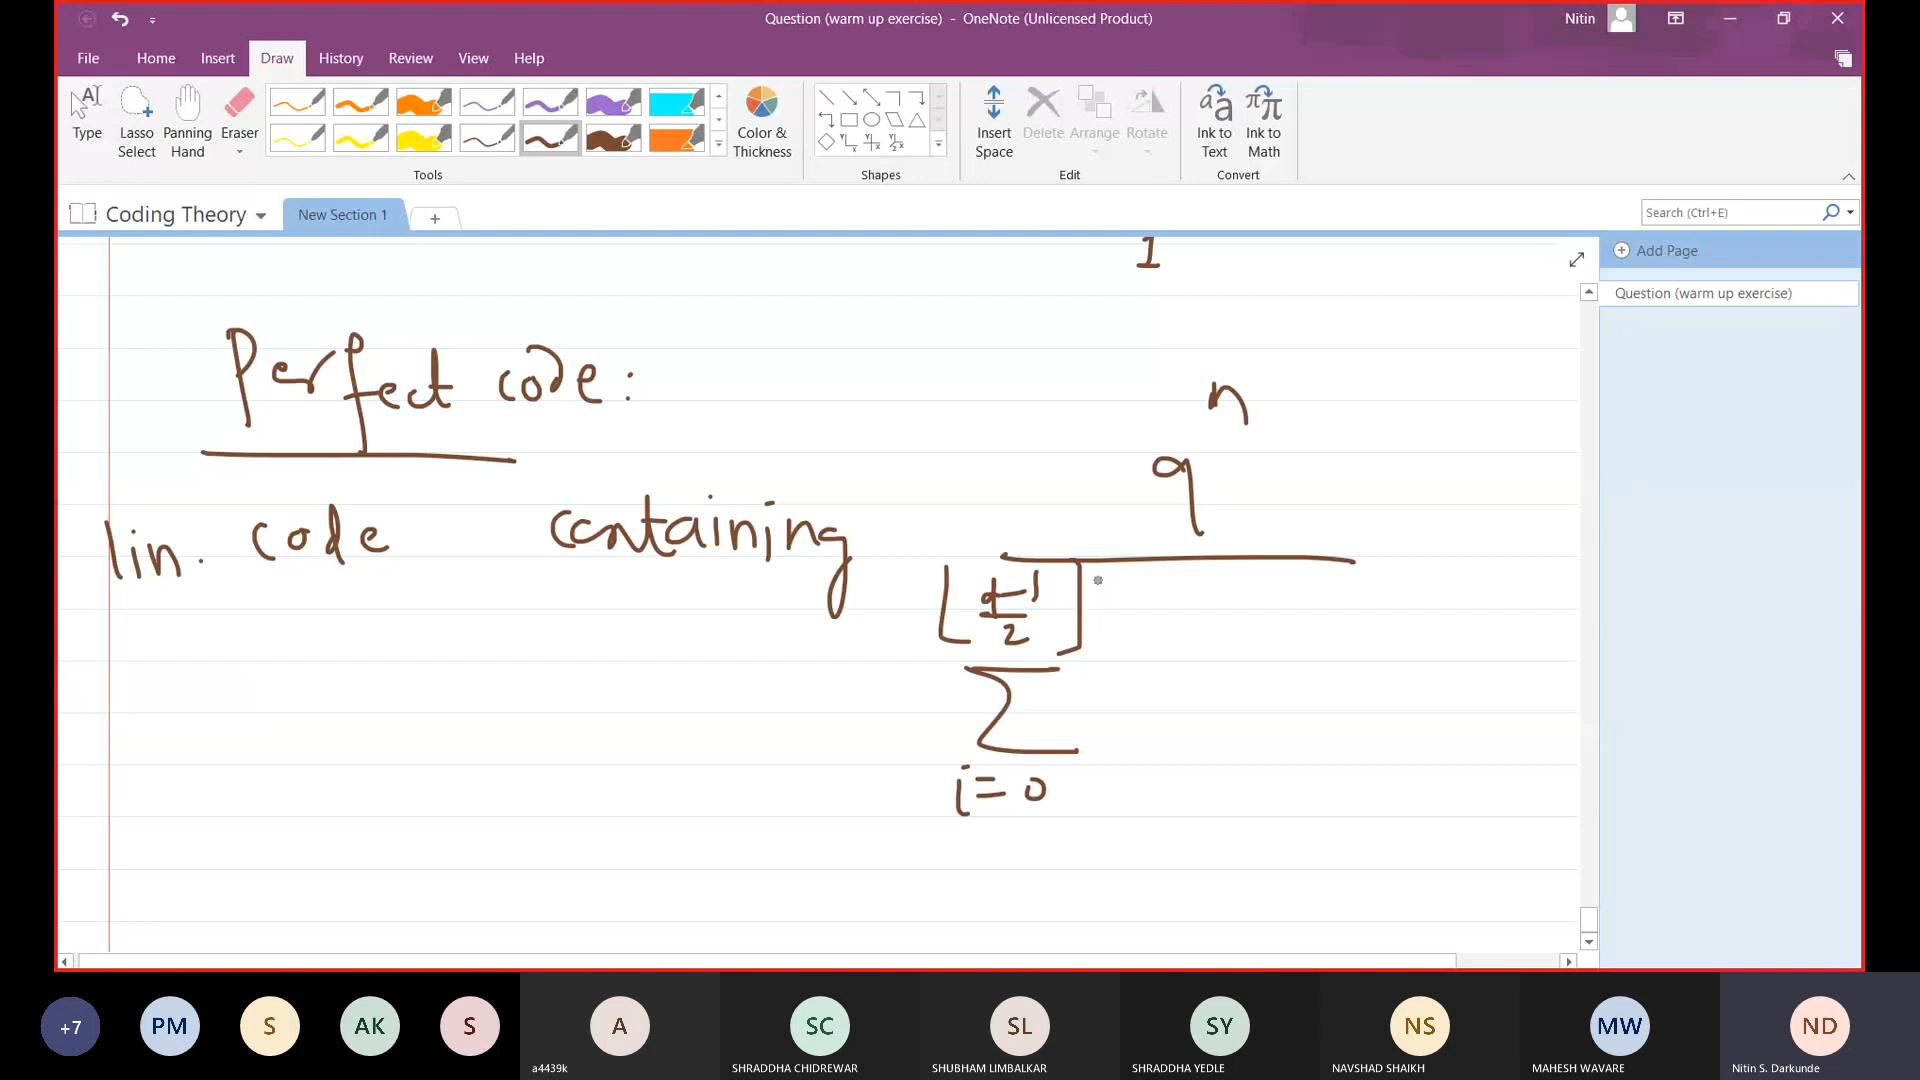 Question (warm up exercise) - OneNote (Unlicensed Product)
Nitin
File Home Insert Draw History Review View Help
Type
Lasso Select
Panning Hand
Eraser
Color & Thickness
Insert Space
Delete
Arrange
Rotate
Ink to Text
Ink to Math
Tools
Shapes
Edit
Convert
Coding Theory
New Section 1
Search (Ctrl+E)
Add Page
Question (warm up exercise)
1
Perfect code:
n
q
lin. code containing
⌊ d-1
2 ⌋
∑
i=0
+7 PM S AK S A SC SL SY NS MW ND
a4439k SHRADDHA CHIDREWAR SHUBHAM LIMBALKAR SHRADDHA YEDLE NAVSHAD SHAIKH MAHESH WAVARE Nitin S. Darkunde